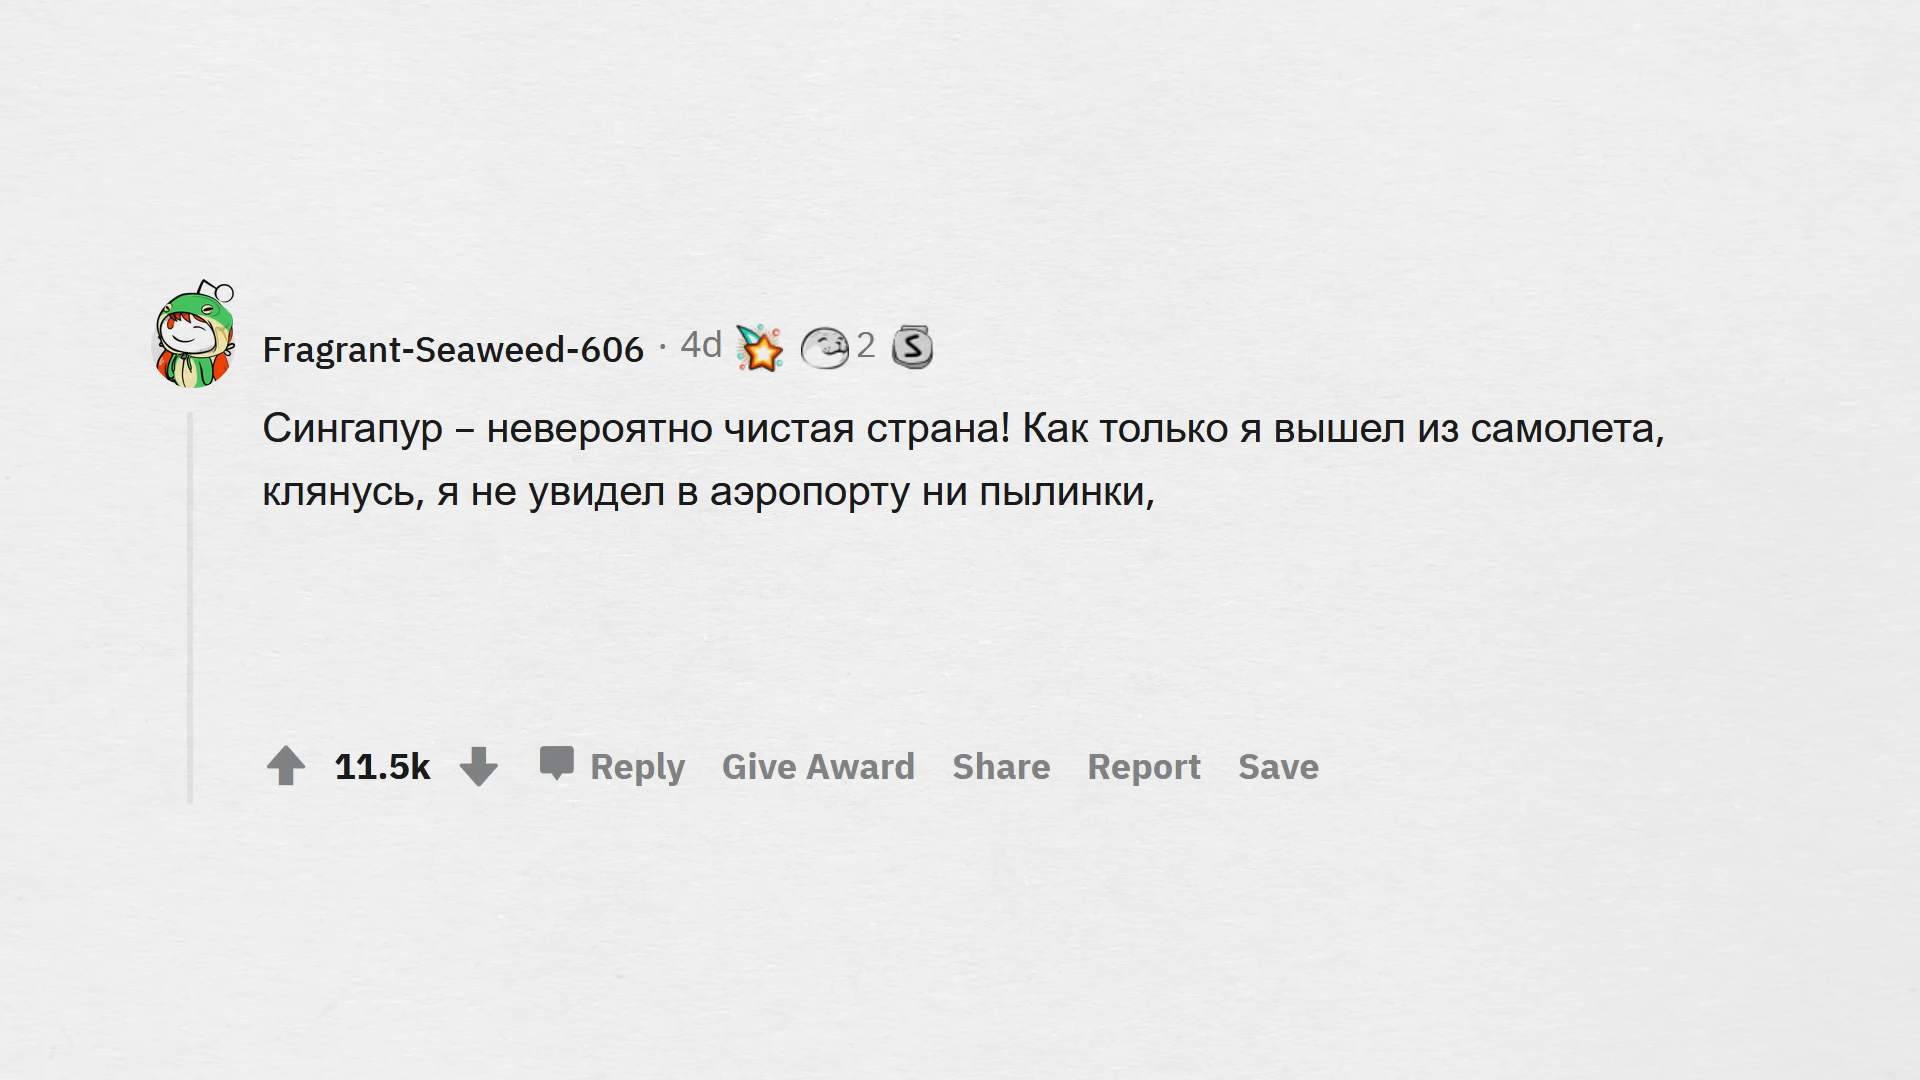 Fragrant-Seaweed-606 · 4d 2 S
Сингапур – невероятно чистая страна! Как только я вышел из самолета,
клянусь, я не увидел в аэропорту ни пылинки,
11.5k Reply Give Award Share Report Save